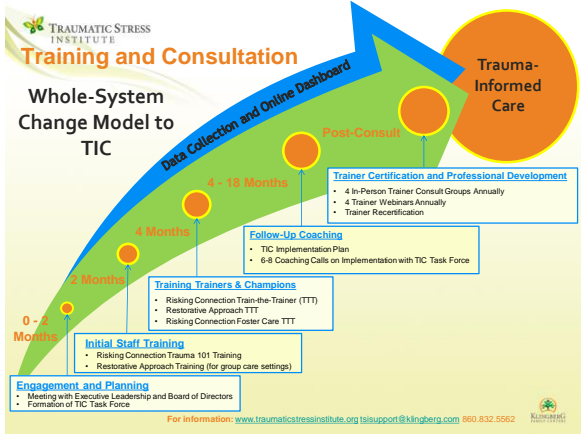 TRAUMATIC STRESS
INSTITUTE
Training and Consultation
Whole-System
Change Model to
TIC
Data Collection and Online Dashboard
Trauma-
Informed
Care
Post-Consult
Trainer Certification and Professional Development
• 4 In-Person Trainer Consult Groups Annually
• 4 Trainer Webinars Annually
• Trainer Recertification
4 - 18 Months
Follow-Up Coaching
• TIC Implementation Plan
• 6-8 Coaching Calls on Implementation with TIC Task Force
4 Months
Training Trainers & Champions
• Risking Connection Train-the-Trainer (TTT)
• Restorative Approach TTT
• Risking Connection Foster Care TTT
2 Months
Initial Staff Training
• Risking Connection Trauma 101 Training
• Restorative Approach Training (for group care settings)
0 - 2
Months
Engagement and Planning
• Meeting with Executive Leadership and Board of Directors
• Formation of TIC Task Force
For information: www.traumaticstressinstitute.org tsisupport@klingberg.com 860.832.5562
KLINGBERG
FAMILY CENTERS